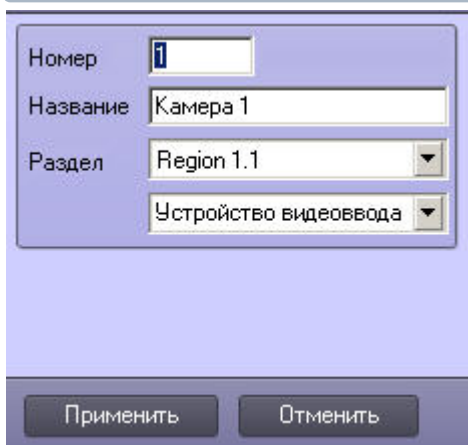 Номер 1
Название Камера 1
Раздел Region 1.1
Устройство видеоввода
Применить Отменить